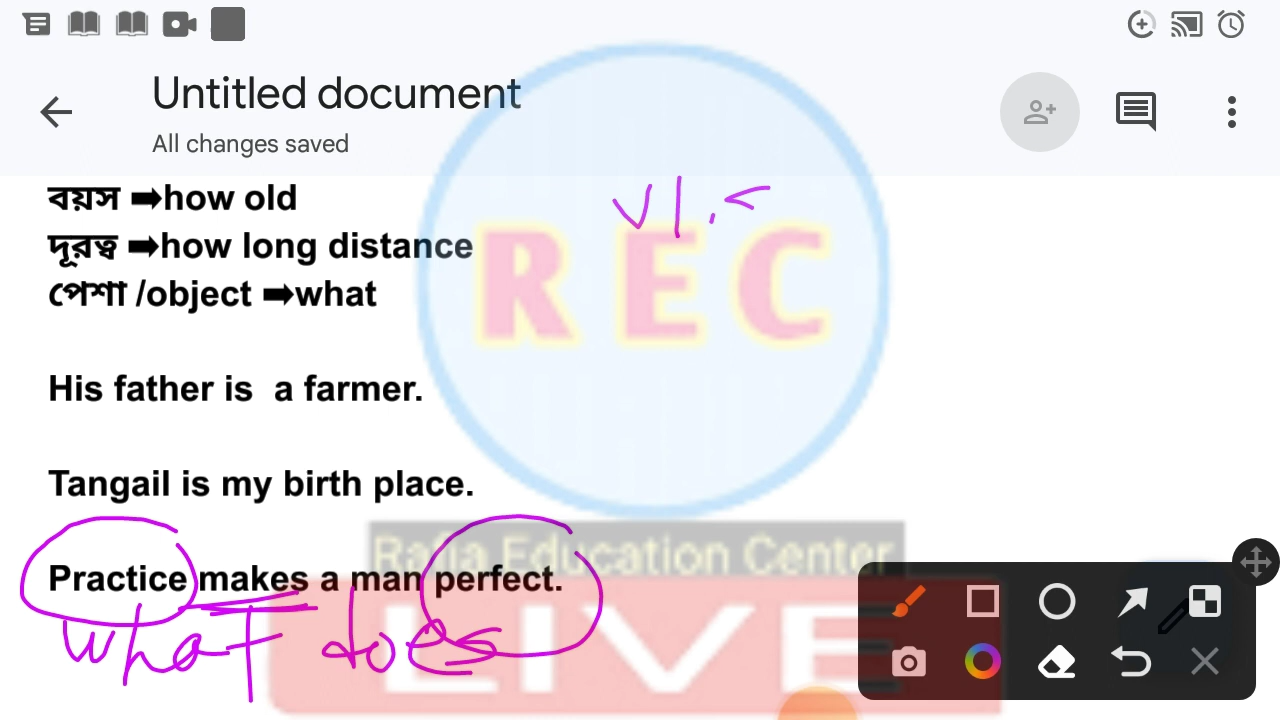 Untitled document
All changes saved
বয়স ➡how old
দূরত্ব ➡how long distance
পেশা /object ➡what
REC
His father is a farmer.
Tangail is my birth place.
Rafia Education Center
Practice makes a man perfect.
what does
LIVE